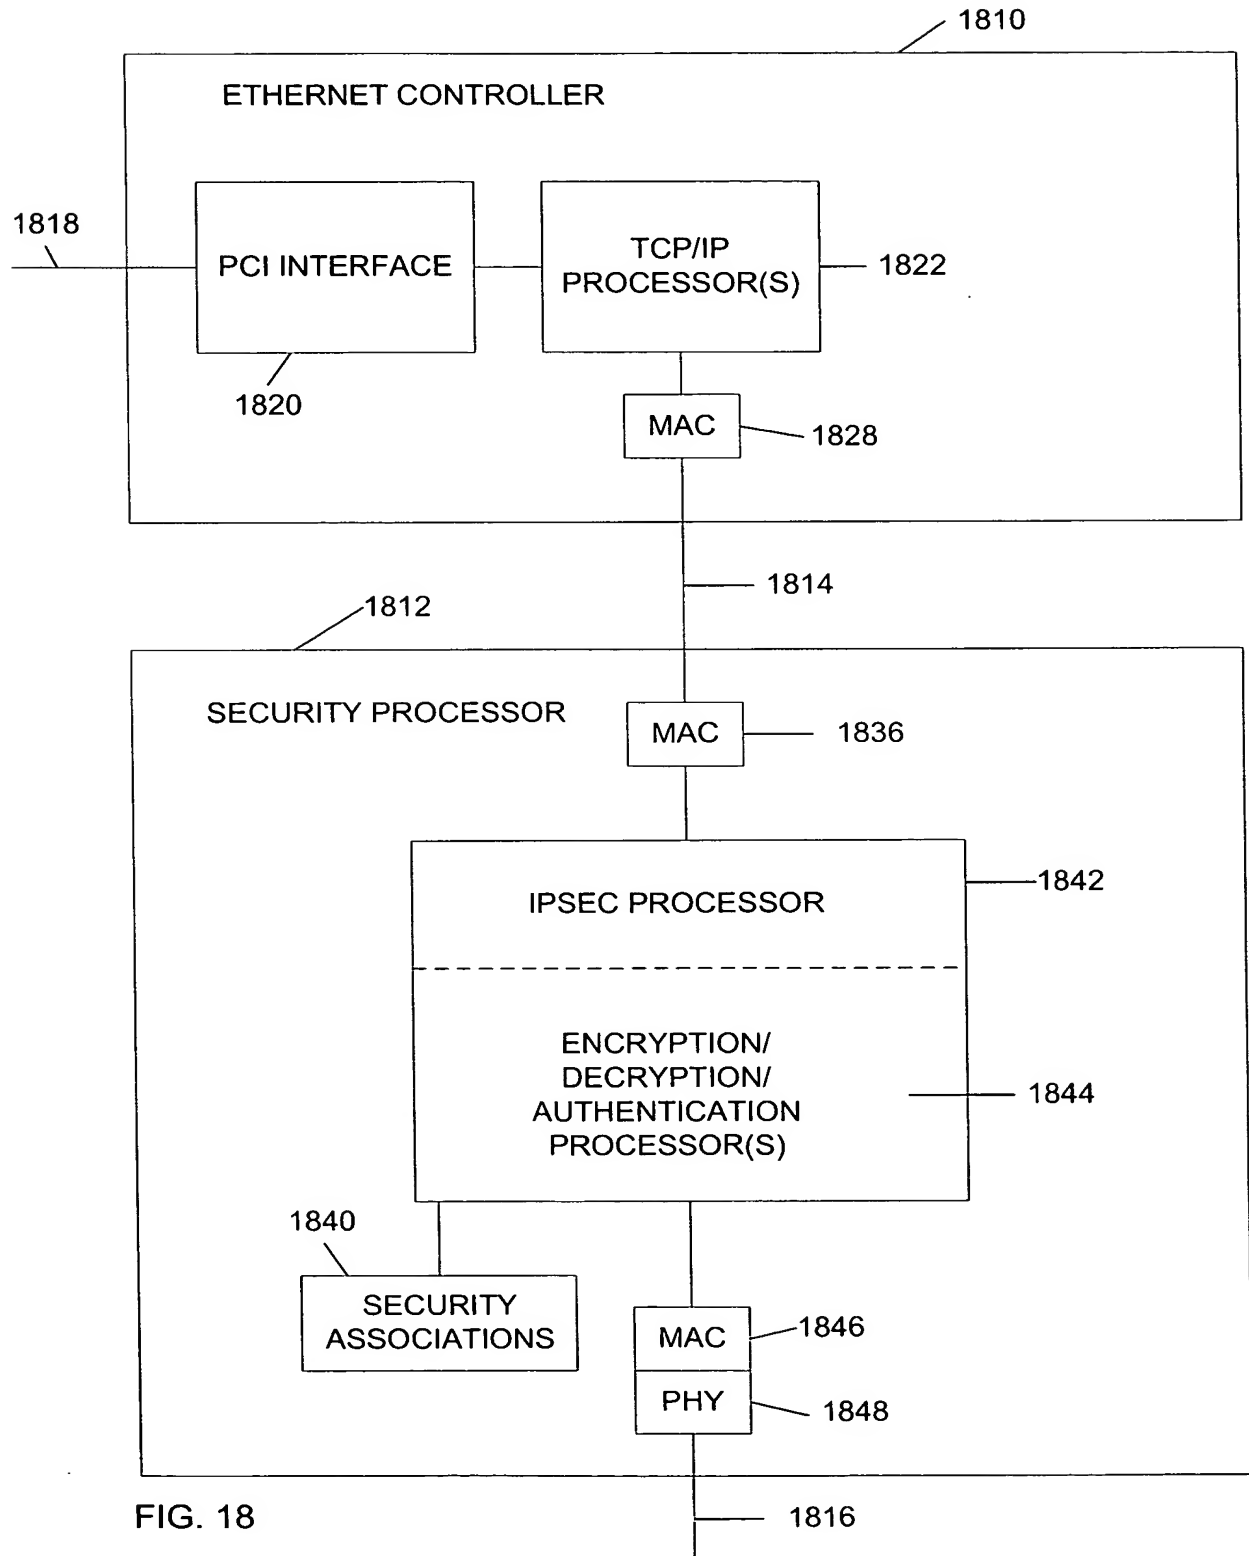 1810
ETHERNET CONTROLLER
1818
PCI INTERFACE
TCP/IP
PROCESSOR(S)
1822
1820
MAC
1828
1814
1812
SECURITY PROCESSOR
MAC
1836
IPSEC PROCESSOR
1842
ENCRYPTION/
DECRYPTION/
AUTHENTICATION
PROCESSOR(S)
1844
1840
SECURITY
ASSOCIATIONS
MAC
1846
PHY
1848
FIG. 18
1816